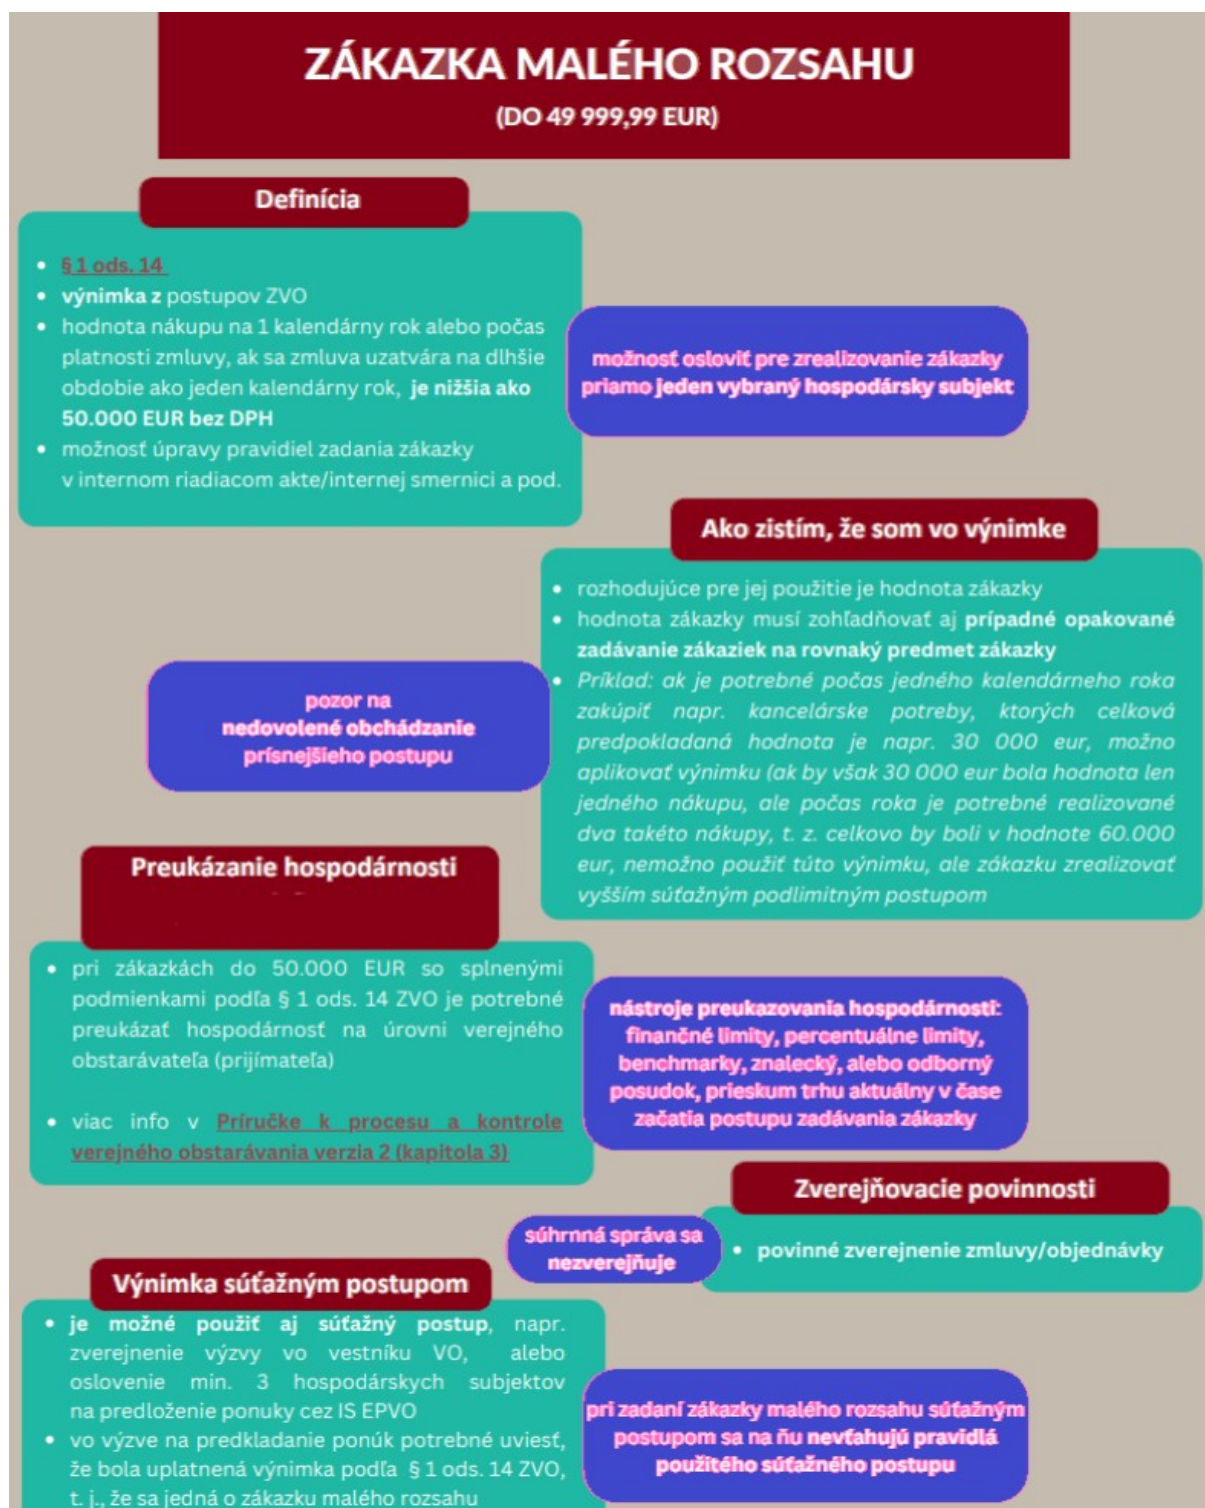 ZÁKAZKA MALÉHO ROZSAHU
(DO 49 999,99 EUR)
Definícia
• § 1 ods. 14
• výnimka z postupov ZVO
• hodnota nákupu na 1 kalendárny rok alebo počas
platnosti zmluvy, ak sa zmluva uzatvára na dlhšie
obdobie ako jeden kalendárny rok, je nižšia ako
50.000 EUR bez DPH
• možnosť úpravy pravidiel zadania zákazky
v internom riadiacom akte/internej smernici a pod.
možnosť osloviť pre zrealizovanie zákazky
priamo jeden vybraný hospodársky subjekt
Ako zistím, že som vo výnimke
• rozhodujúce pre jej použitie je hodnota zákazky
• hodnota zákazky musí zohľadňovať aj prípadné opakované
zadávanie zákaziek na rovnaký predmet zákazky
• Príklad: ak je potrebné počas jedného kalendárneho roka
zakúpiť napr. kancelárske potreby, ktorých celková
predpokladaná hodnota je napr. 30 000 eur, možno
aplikovať výnimku (ak by však 30 000 eur bola hodnota len
jedného nákupu, ale počas roka je potrebné realizované
dva takéto nákupy, t. z. celkovo by boli v hodnote 60.000
eur, nemožno použiť túto výnimku, ale zákazku zrealizovať
vyšším súťažným podlimitným postupom
pozor na
nedovolené obchádzanie
prísnejšieho postupu
Preukázanie hospodárnosti
• pri zákazkách do 50.000 EUR so splnenými
podmienkami podľa § 1 ods. 14 ZVO je potrebné
preukázať hospodárnosť na úrovni verejného
obstarávateľa (prijímateľa)
• viac info v Príručke k procesu a kontrole
verejného obstarávania verzia 2 (kapitola 3)
nástroje preukazovania hospodárnosti:
finančné limity, percentuálne limity,
benchmarky, znalecký, alebo odborný
posudok, prieskum trhu aktuálny v čase
začatia postupu zadávania zákazky
Zverejňovacie povinnosti
• povinné zverejnenie zmluvy/objednávky
súhrnná správa sa
nezverejňuje
Výnimka súťažným postupom
• je možné použiť aj súťažný postup, napr.
zverejnenie výzvy vo vestníku VO, alebo
oslovenie min. 3 hospodárskych subjektov
na predloženie ponuky cez IS EPVO
• vo výzve na predkladanie ponúk potrebné uviesť,
že bola uplatnená výnimka podľa § 1 ods. 14 ZVO,
t. j., že sa jedná o zákazku malého rozsahu
pri zadaní zákazky malého rozsahu súťažným
postupom sa na ňu nevťahujú pravidlá
použitého súťažného postupu